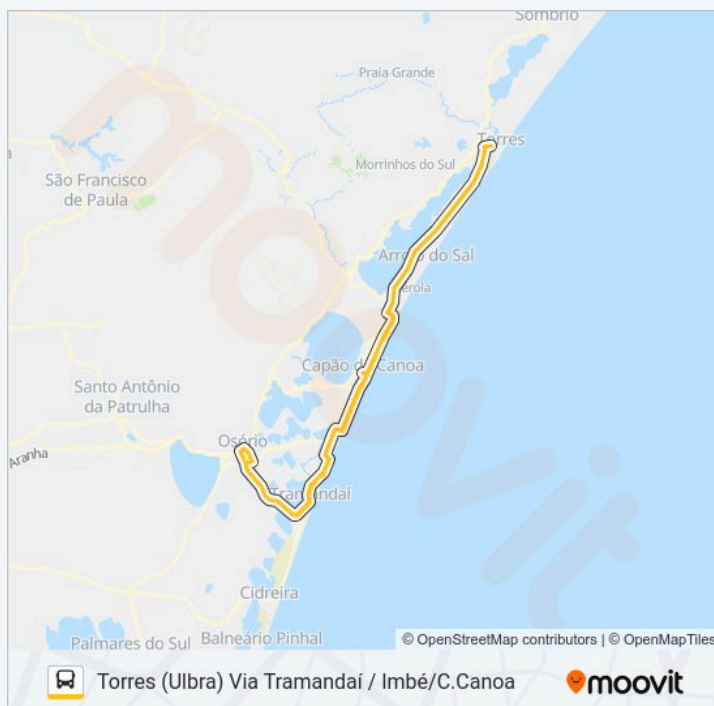 Sombrio
Praia Grande
Torres
Morrinhos do Sul
São Francisco
de Paula
Arroio do Sal
Capão da Canoa
Santo Antônio
da Patrulha
Osório
Aranha
Tramandaí
Cidreira
Palmares do Sul
Balneário Pinhal
moovit
© OpenStreetMap contributors | © OpenMapTiles
Torres (Ulbra) Via Tramandaí / Imbé/C.Canoa
moovit